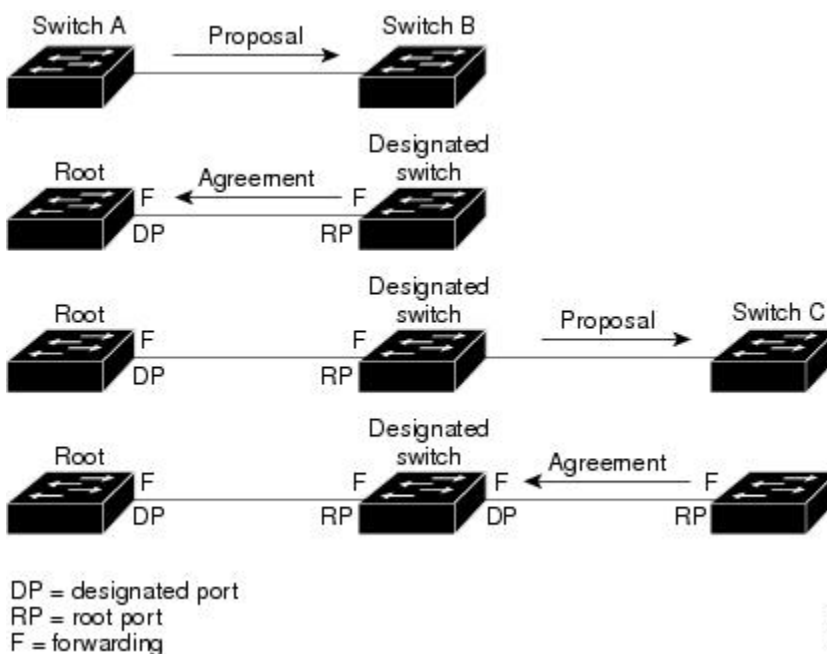 Switch A
Proposal
Switch B
Root
Agreement
Designated
switch
F
F
DP
RP
Root
Designated
switch
Proposal
Switch C
F
F
DP
RP
Root
Designated
switch
Agreement
F
F
F
F
DP
RP
DP
RP
DP = designated port
RP = root port
F = forwarding